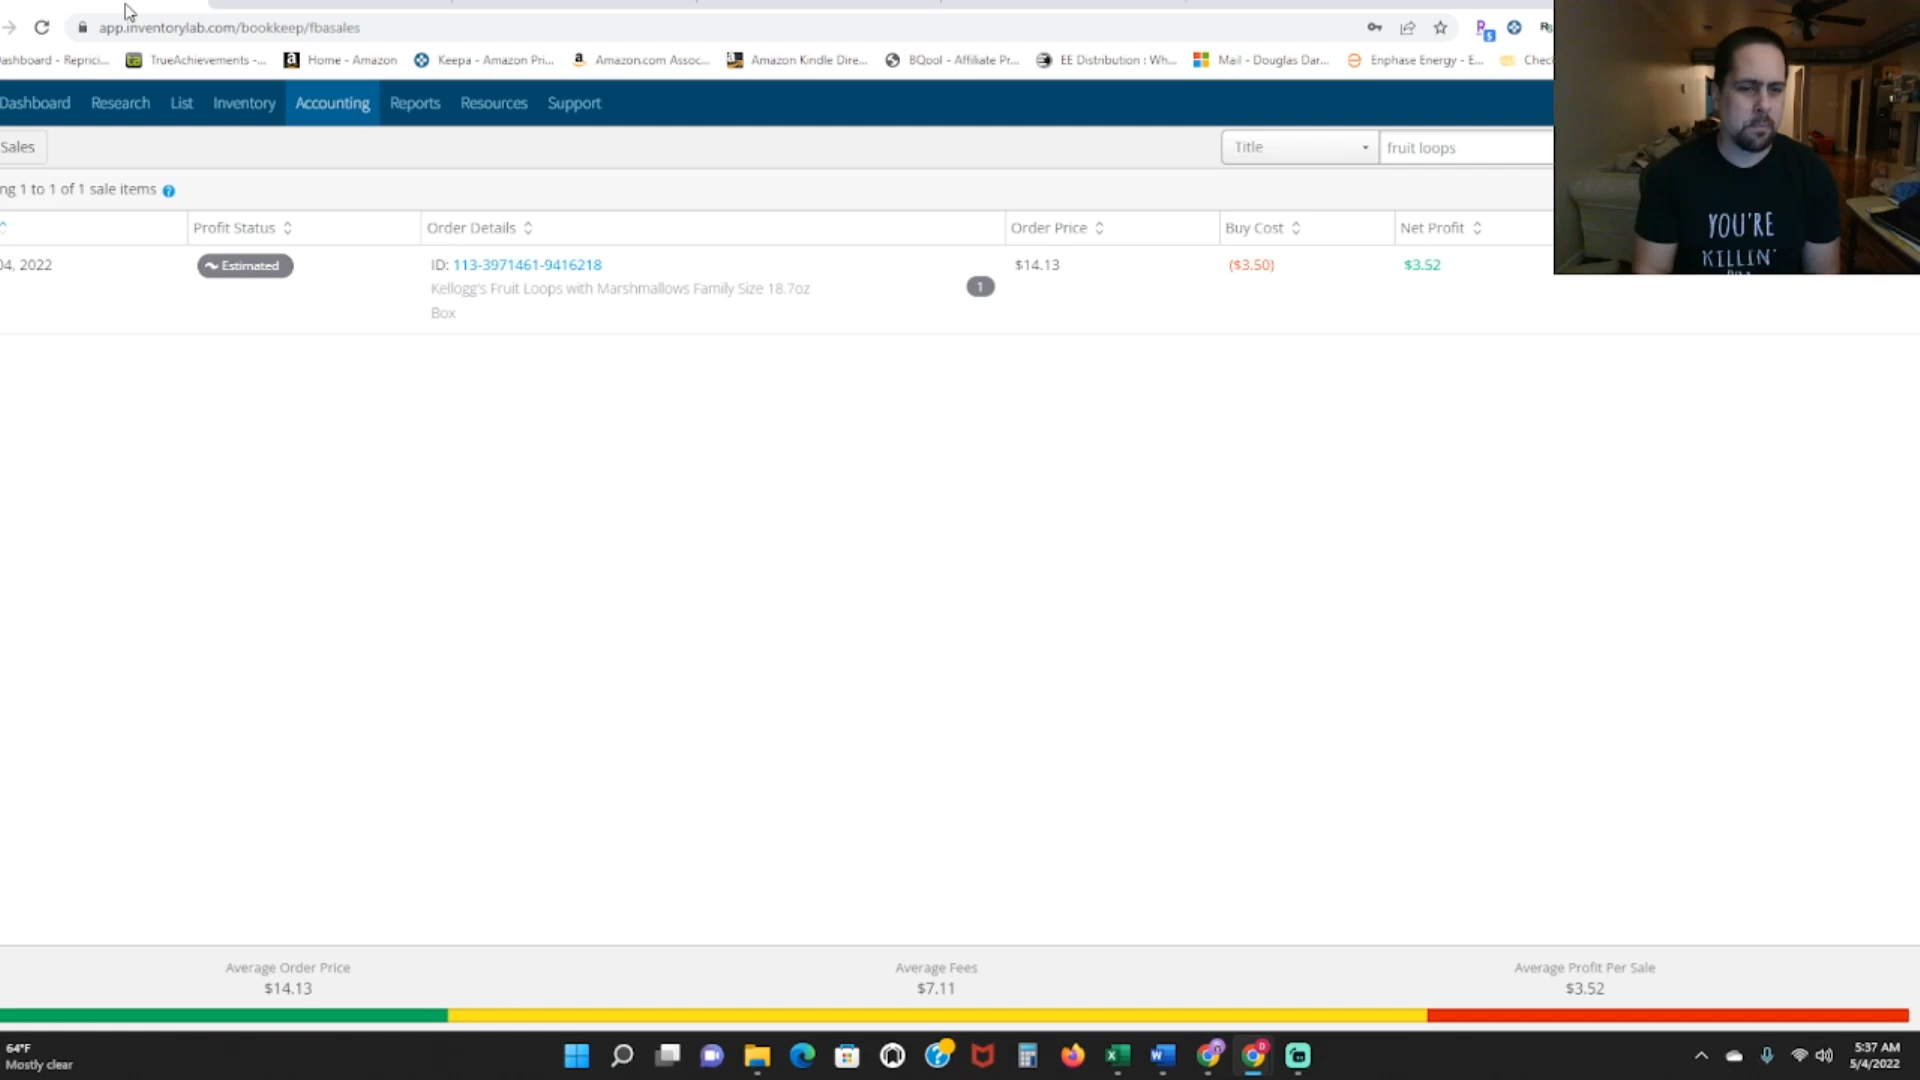 app.inventorylab.com/bookkeep/fbasales
ashboard - Reprici... TrueAchievements -... Home - Amazon Keepa - Amazon Pri... Amazon.com Assoc... Amazon Kindle Dire... BQool - Affiliate Pr... EE Distribution : Wh... Mail - Douglas Dar... Enphase Energy - E... Chec
Dashboard Research List Inventory Accounting Reports Resources Support
Sales Title fruit loops
ng 1 to 1 of 1 sale items
Profit Status Order Details Order Price Buy Cost Net Profit
04, 2022 Estimated ID: 113-3971461-9416218 $14.13 ($3.50) $3.52
Kellogg's Fruit Loops with Marshmallows Family Size 18.7oz 1
Box
YOU'RE
KILLIN'
Average Order Price Average Fees Average Profit Per Sale
$14.13 $7.11 $3.52
64°F
Mostly clear
5:37 AM
5/4/2022